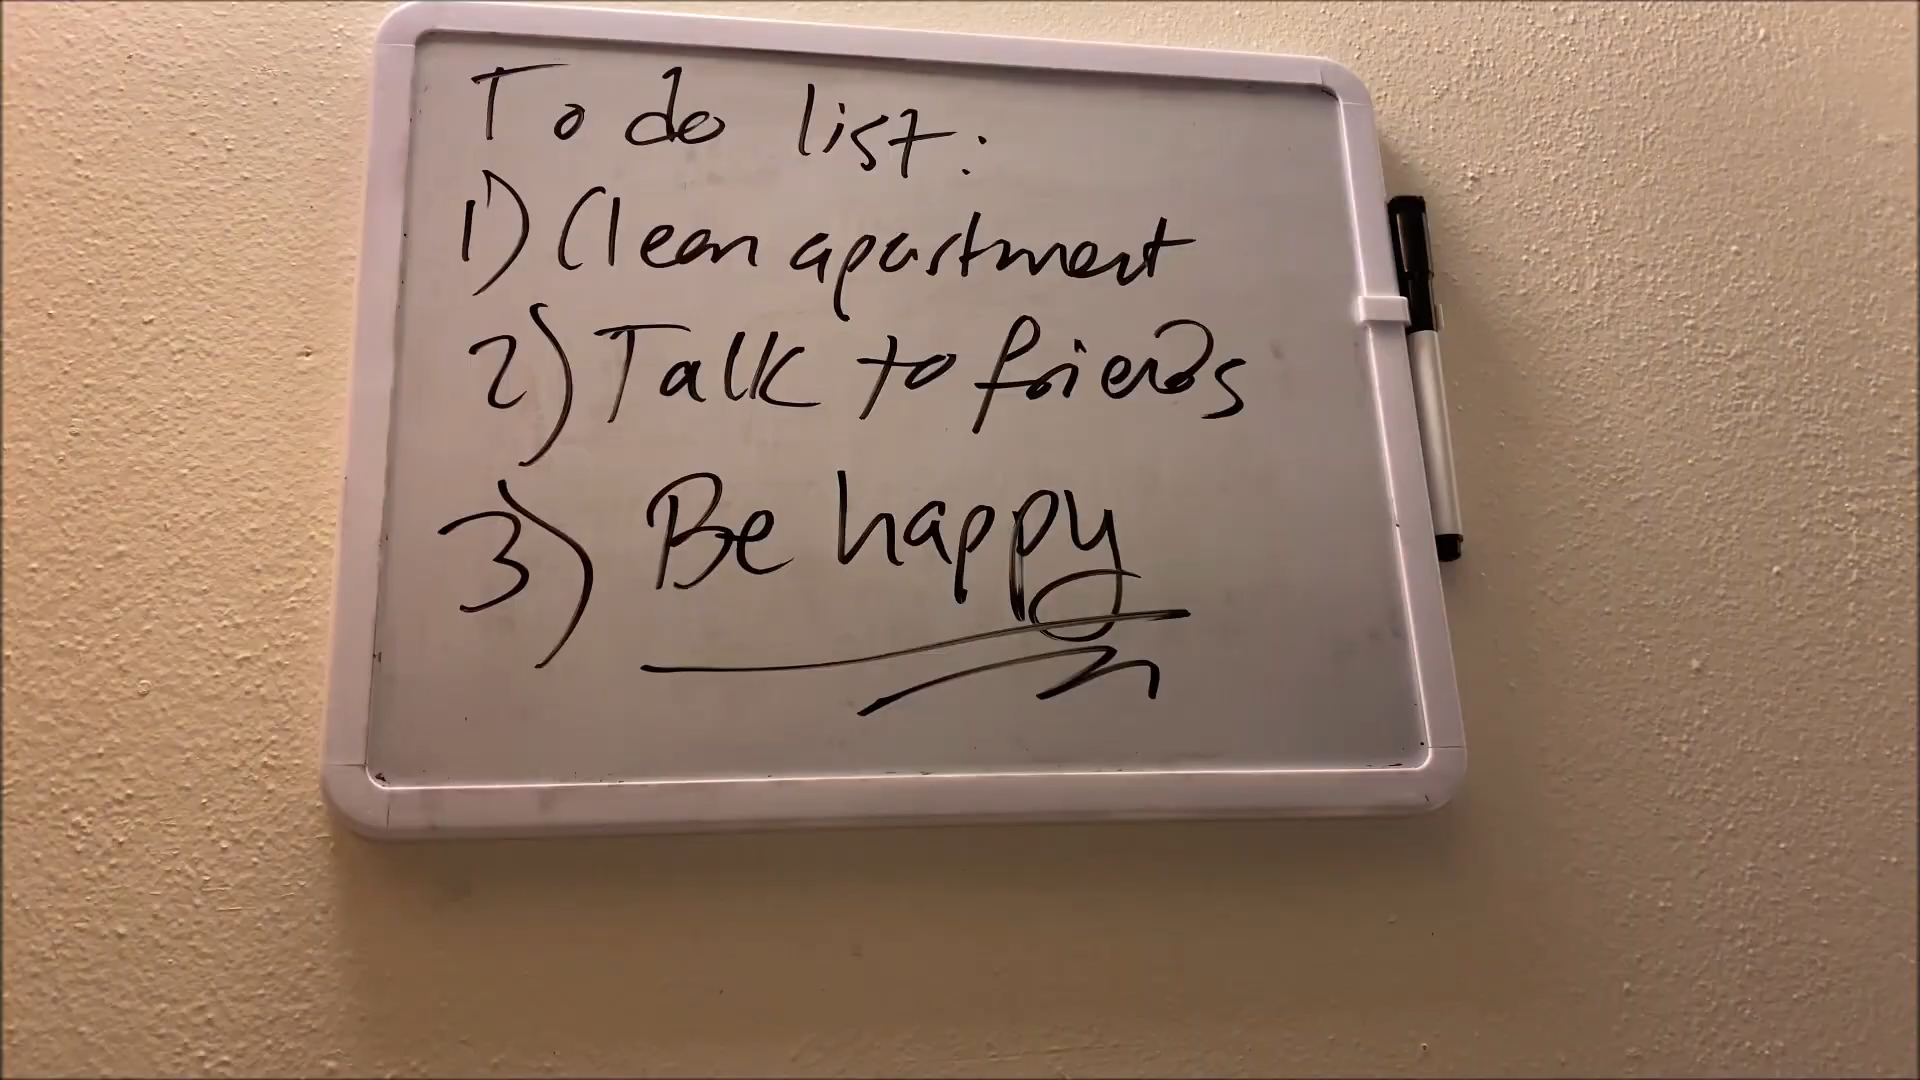 To do list:
1) Clean apartment
2) Talk to friends
3) Be happy